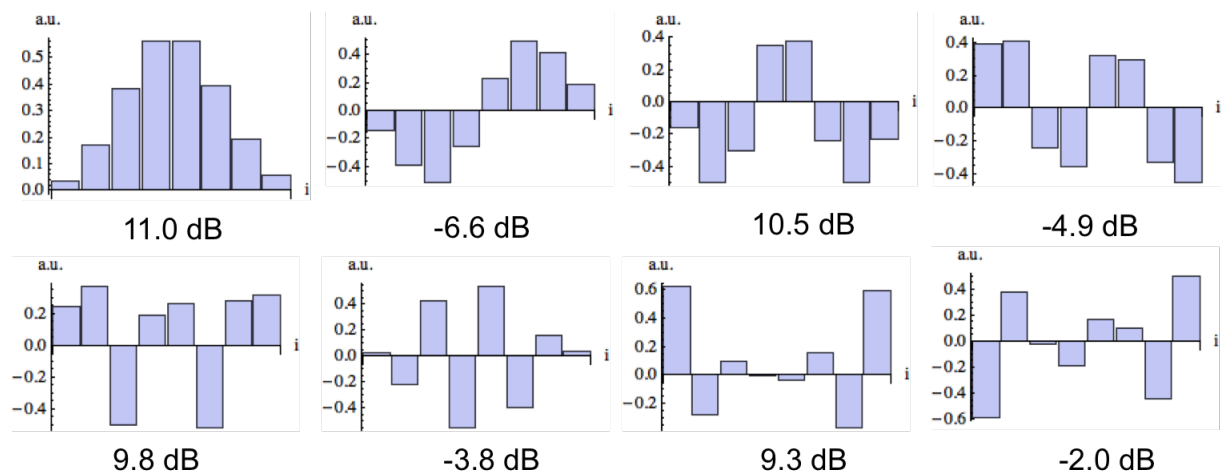 a.u. a.u. a.u. a.u.
0.5 0.4 0.3 0.2 0.1 0.0 i
0.4 0.2 0.0 −0.2 −0.4 i
0.4 0.2 0.0 −0.2 −0.4 i
0.4 0.2 0.0 −0.2 −0.4 i
11.0 dB -6.6 dB 10.5 dB -4.9 dB
a.u. a.u. a.u. a.u.
0.2 0.0 −0.2 −0.4 i
0.4 0.2 0.0 −0.2 −0.4 i
0.6 0.4 0.2 0.0 −0.2 i
0.4 0.2 0.0 −0.2 −0.4 −0.6 i
9.8 dB -3.8 dB 9.3 dB -2.0 dB